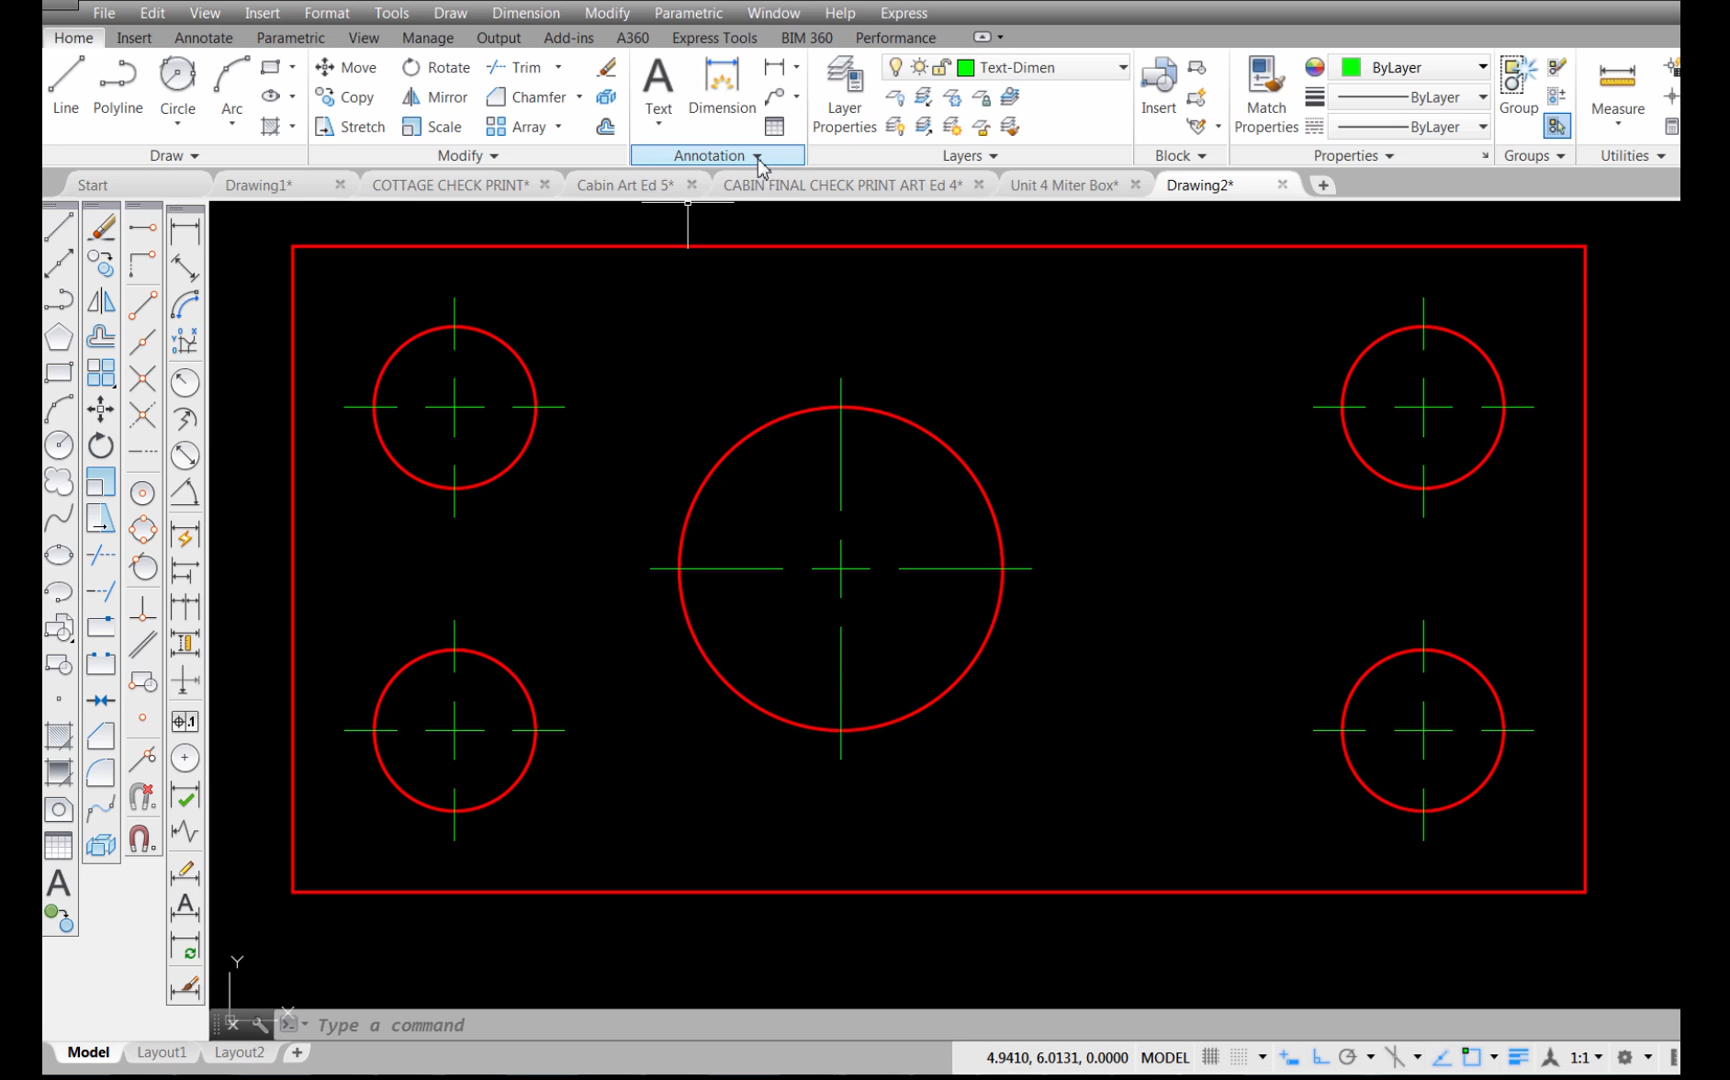 File Edit View Insert Format Tools Draw Dimension Modify Parametric Window Help Express
Home Insert Annotate Parametric View Manage Output Add-ins A360 Express Tools BIM 360 Performance
Line Polyline Circle Arc
Move Rotate Trim
Copy Mirror Chamfer
Stretch Scale Array
Text Dimension
Layer Properties
Text-Dimen
Insert
Match Properties
ByLayer
ByLayer
ByLayer
Group
Measure
Draw Modify Annotation Layers Block Properties Groups Utilities
Start Drawing1* COTTAGE CHECK PRINT* Cabin Art Ed 5* CABIN FINAL CHECK PRINT ART Ed 4* Unit 4 Miter Box* Drawing2*
Y
X
Type a command
Model Layout1 Layout2
4.9410, 6.0131, 0.0000 MODEL 1:1